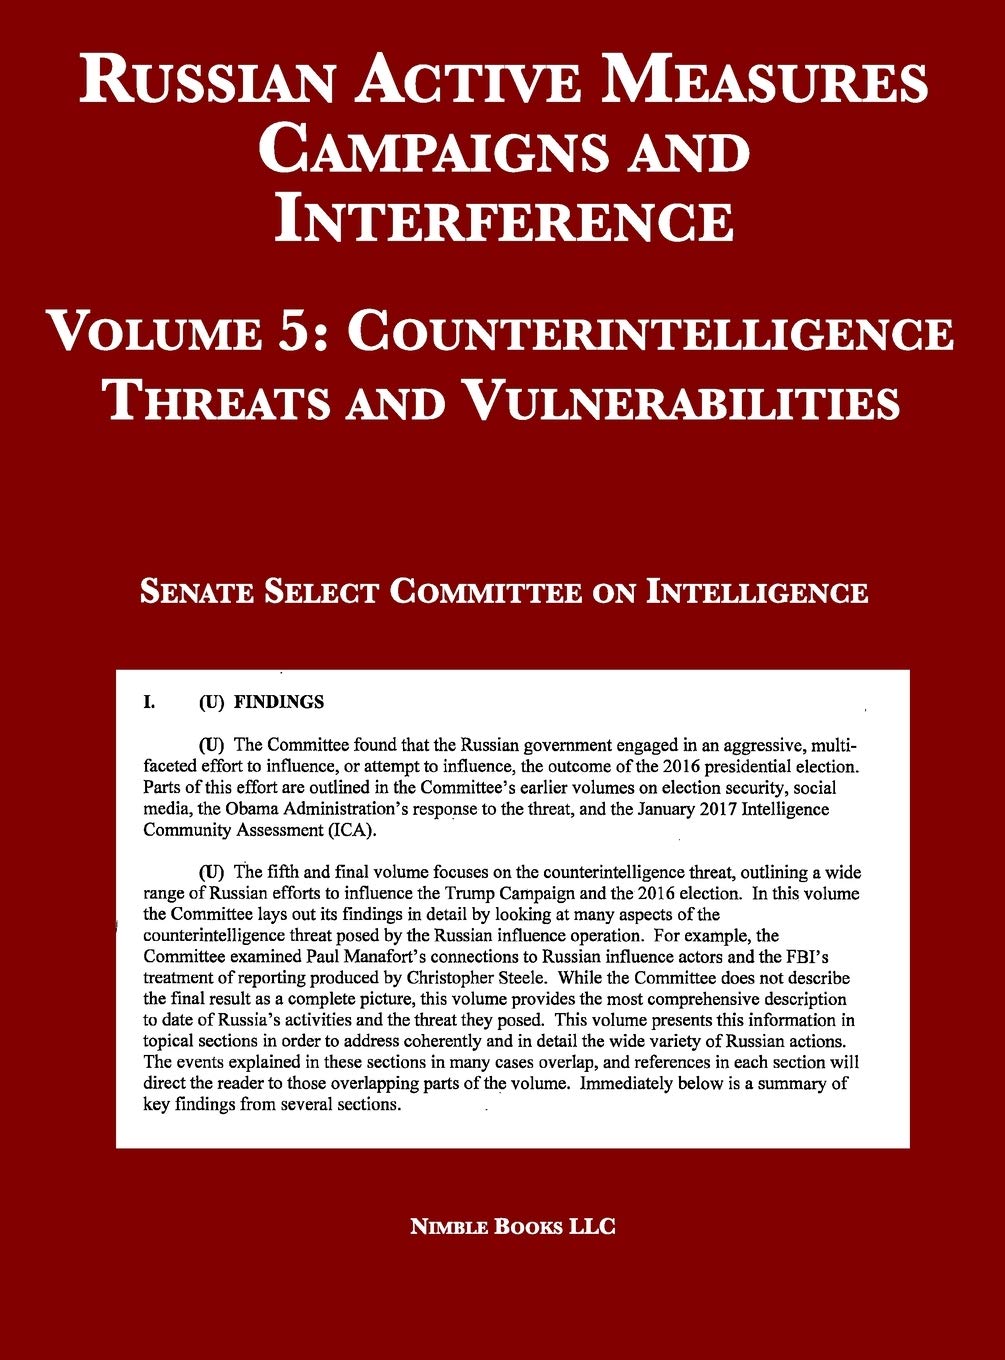 RUSSIAN ACTIVE MEASURES
CAMPAIGNS AND
INTERFERENCE
VOLUME 5: COUNTERINTELLIGENCE
THREATS AND VULNERABILITIES
SENATE SELECT COMMITTEE ON INTELLIGENCE
I. (U) FINDINGS
(U) The Committee found that the Russian government engaged in an aggressive, multi-
faceted effort to influence, or attempt to influence, the outcome of the 2016 presidential election.
Parts of this effort are outlined in the Committee's earlier volumes on election security, social
media, the Obama Administration's response to the threat, and the January 2017 Intelligence
Community Assessment (ICA).
(U) The fifth and final volume focuses on the counterintelligence threat, outlining a wide
range of Russian efforts to influence the Trump Campaign and the 2016 election. In this volume
the Committee lays out its findings in detail by looking at many aspects of the
counterintelligence threat posed by the Russian influence operation. For example, the
Committee examined Paul Manafort's connections to Russian influence actors and the FBI's
treatment of reporting produced by Christopher Steele. While the Committee does not describe
the final result as a complete picture, this volume provides the most comprehensive description
to date of Russia's activities and the threat they posed. This volume presents this information in
topical sections in order to address coherently and in detail the wide variety of Russian actions.
The events explained in these sections in many cases overlap, and references in each section will
direct the reader to those overlapping parts of the volume. Immediately below is a summary of
key findings from several sections.
NIMBLE BOOKS LLC